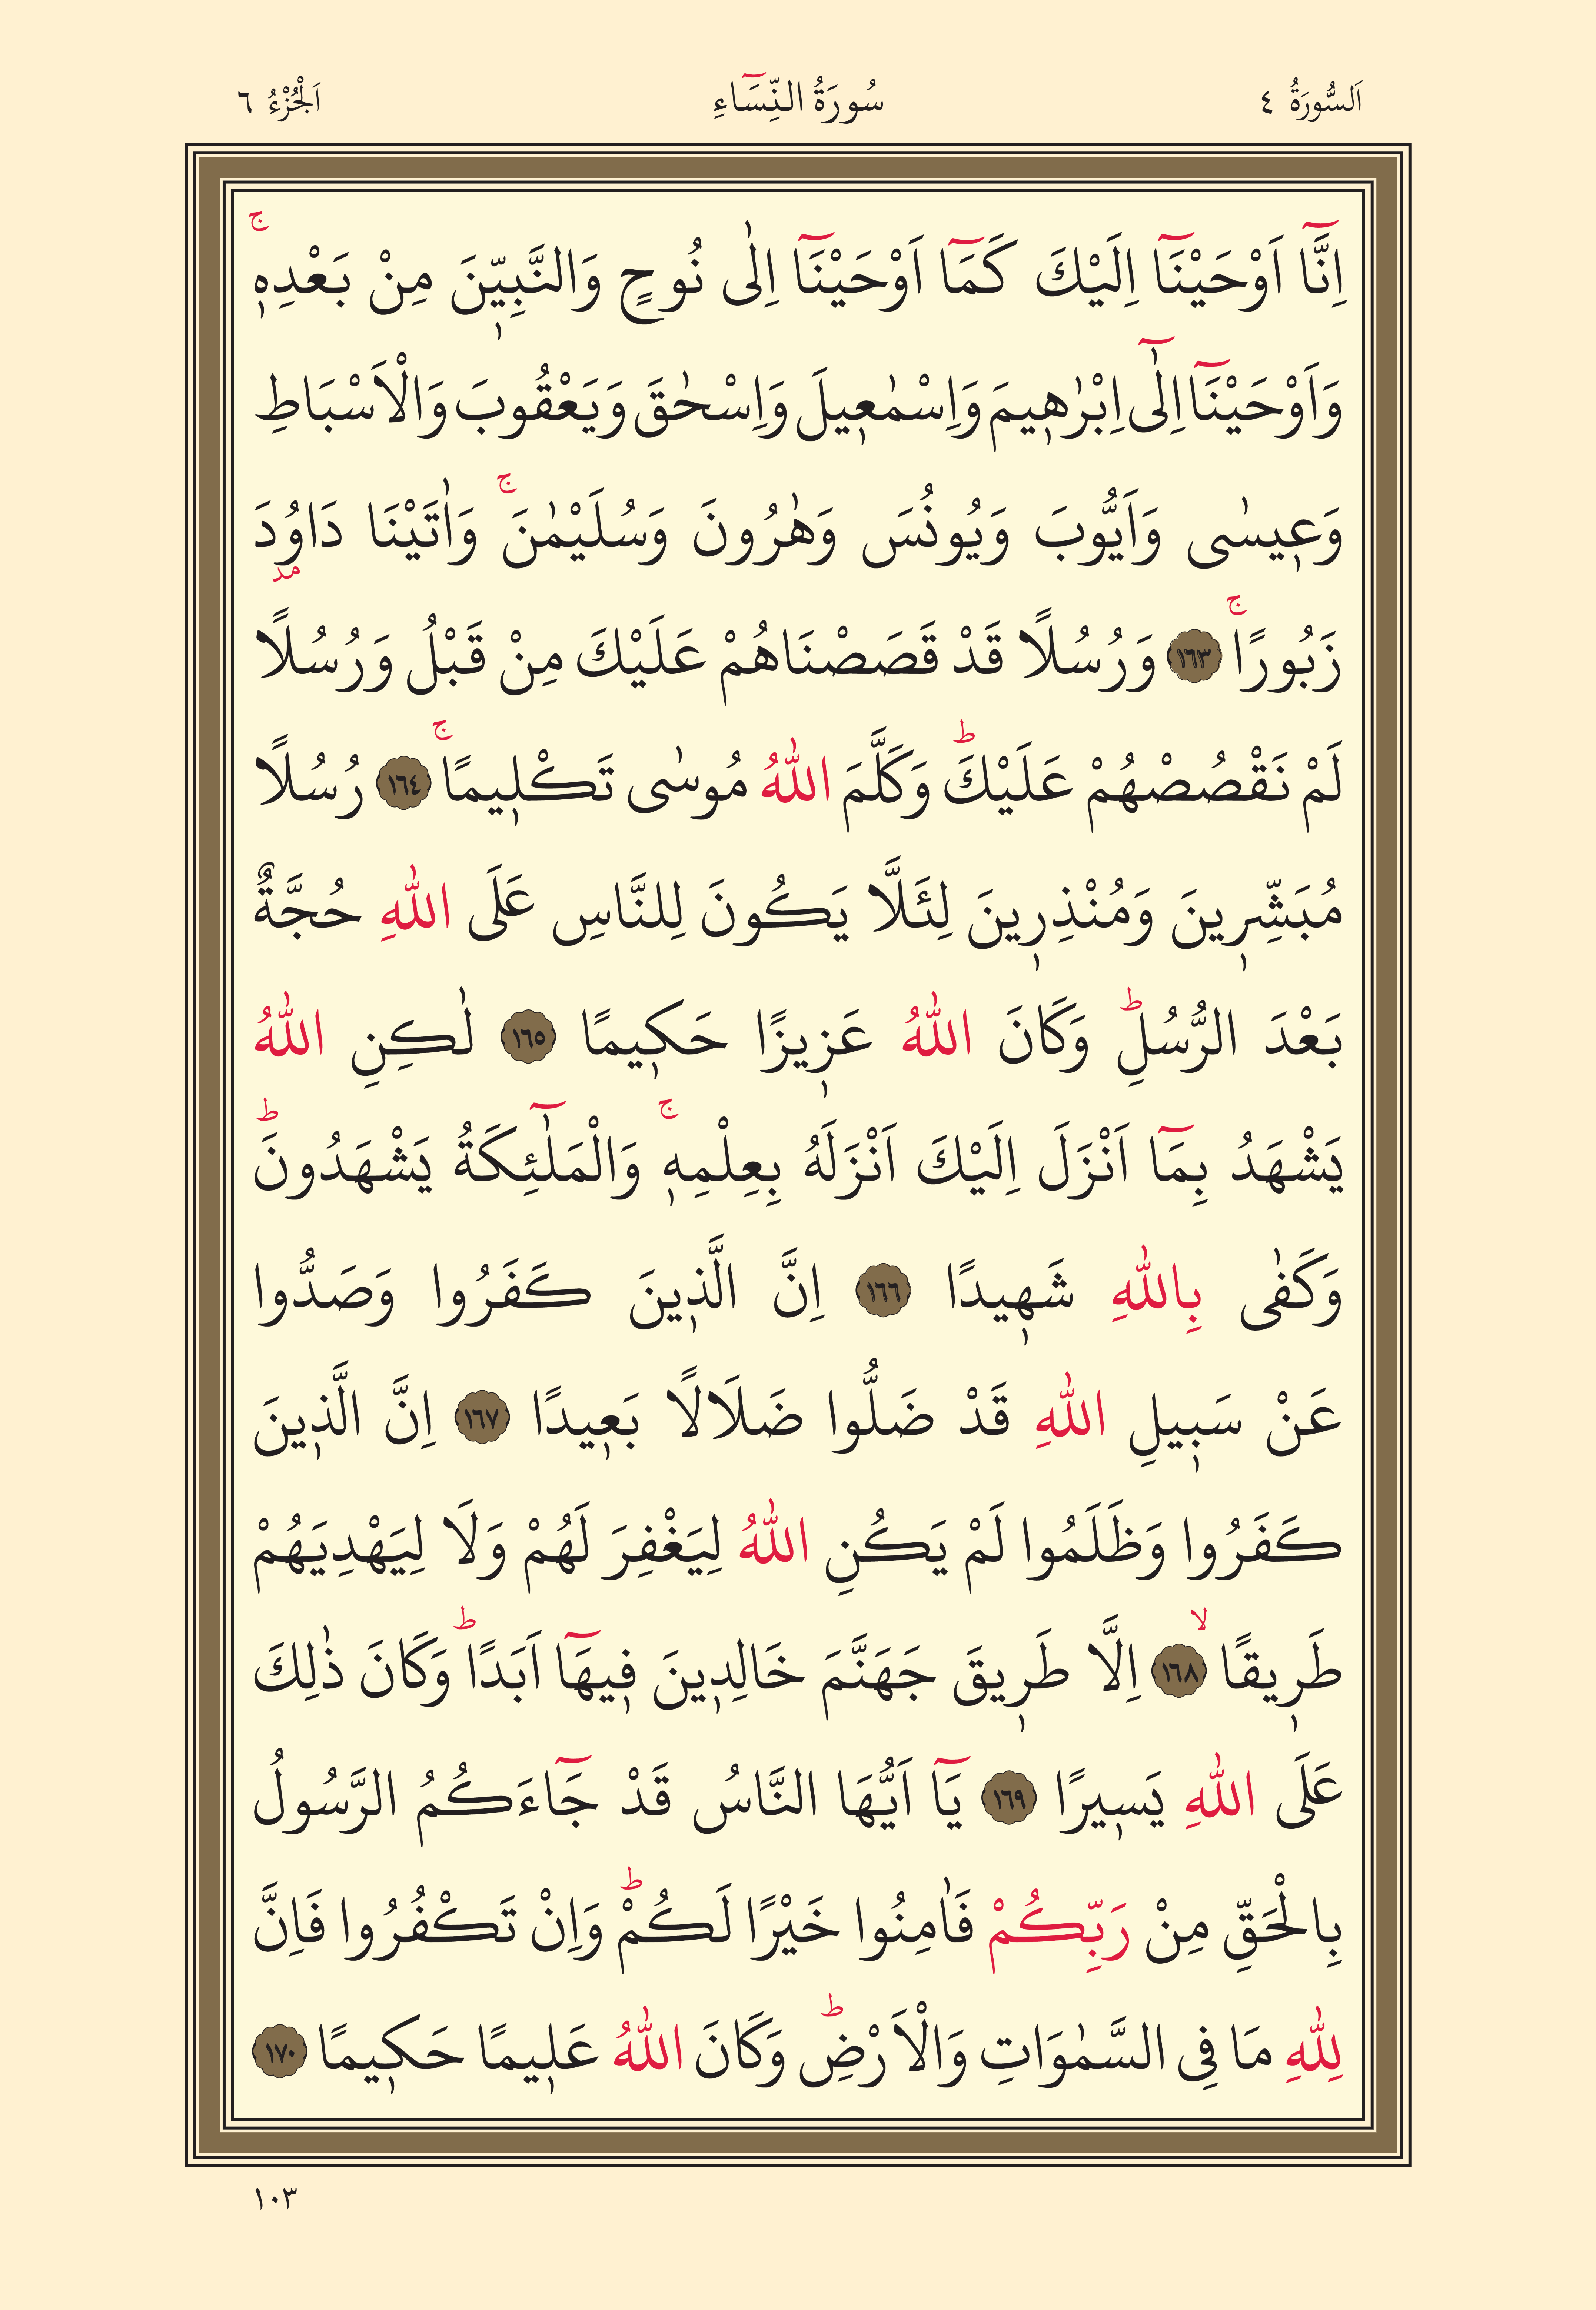 اَلسُّورَةُ ٤ سُورَةُ النِّسَٓاءِ اَلْجُزْءُ ٦
اِنَّٓا اَوْحَيْنَٓا اِلَيْكَ كَمَٓا اَوْحَيْنَٓا اِلٰى نُوحٍ وَالنَّبِيّٖنَ مِنْ بَعْدِهٖۚ
وَاَوْحَيْنَٓا اِلٰٓى اِبْرٰهٖيمَ وَاِسْمٰعٖيلَ وَاِسْحٰقَ وَيَعْقُوبَ وَالْاَسْبَاطِ
وَعٖيسٰى وَاَيُّوبَ وَيُونُسَ وَهٰرُونَ وَسُلَيْمٰنَۚ وَاٰتَيْنَا دَاوُدَ
زَبُورًاۚ ١٦٣ وَرُسُلًا قَدْ قَصَصْنَاهُمْ عَلَيْكَ مِنْ قَبْلُ وَرُسُلًا
لَمْ نَقْصُصْهُمْ عَلَيْكَؕ وَكَلَّمَ اللّٰهُ مُوسٰى تَكْلٖيمًاۚ ١٦٤ رُسُلًا
مُبَشِّرٖينَ وَمُنْذِرٖينَ لِئَلَّا يَكُونَ لِلنَّاسِ عَلَى اللّٰهِ حُجَّةٌ
بَعْدَ الرُّسُلِؕ وَكَانَ اللّٰهُ عَزٖيزًا حَكٖيمًا ١٦٥ لٰكِنِ اللّٰهُ
يَشْهَدُ بِمَٓا اَنْزَلَ اِلَيْكَ اَنْزَلَهُ بِعِلْمِهٖۚ وَالْمَلٰٓئِكَةُ يَشْهَدُونَؕ
وَكَفٰى بِاللّٰهِ شَهٖيدًا ١٦٦ اِنَّ الَّذٖينَ كَفَرُوا وَصَدُّوا
عَنْ سَبٖيلِ اللّٰهِ قَدْ ضَلُّوا ضَلَالًا بَعٖيدًا ١٦٧ اِنَّ الَّذٖينَ
كَفَرُوا وَظَلَمُوا لَمْ يَكُنِ اللّٰهُ لِيَغْفِرَ لَهُمْ وَلَا لِيَهْدِيَهُمْ
طَرٖيقًاۙ ١٦٨ اِلَّا طَرٖيقَ جَهَنَّمَ خَالِدٖينَ فٖيهَٓا اَبَدًاؕ وَكَانَ ذٰلِكَ
عَلَى اللّٰهِ يَسٖيرًا ١٦٩ يَٓا اَيُّهَا النَّاسُ قَدْ جَٓاءَكُمُ الرَّسُولُ
بِالْحَقِّ مِنْ رَبِّكُمْ فَاٰمِنُوا خَيْرًا لَكُمْؕ وَاِنْ تَكْفُرُوا فَاِنَّ
لِلّٰهِ مَا فِى السَّمٰوَاتِ وَالْاَرْضِؕ وَكَانَ اللّٰهُ عَلٖيمًا حَكٖيمًا ١٧٠
١٠٣